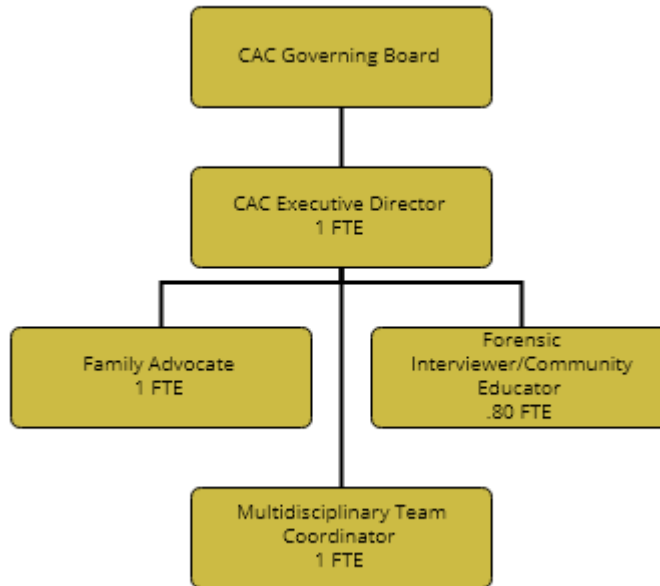 CAC Governing Board
CAC Executive Director
1 FTE
Family Advocate
1 FTE
Forensic
Interviewer/Community
Educator
.80 FTE
Multidisciplinary Team
Coordinator
1 FTE